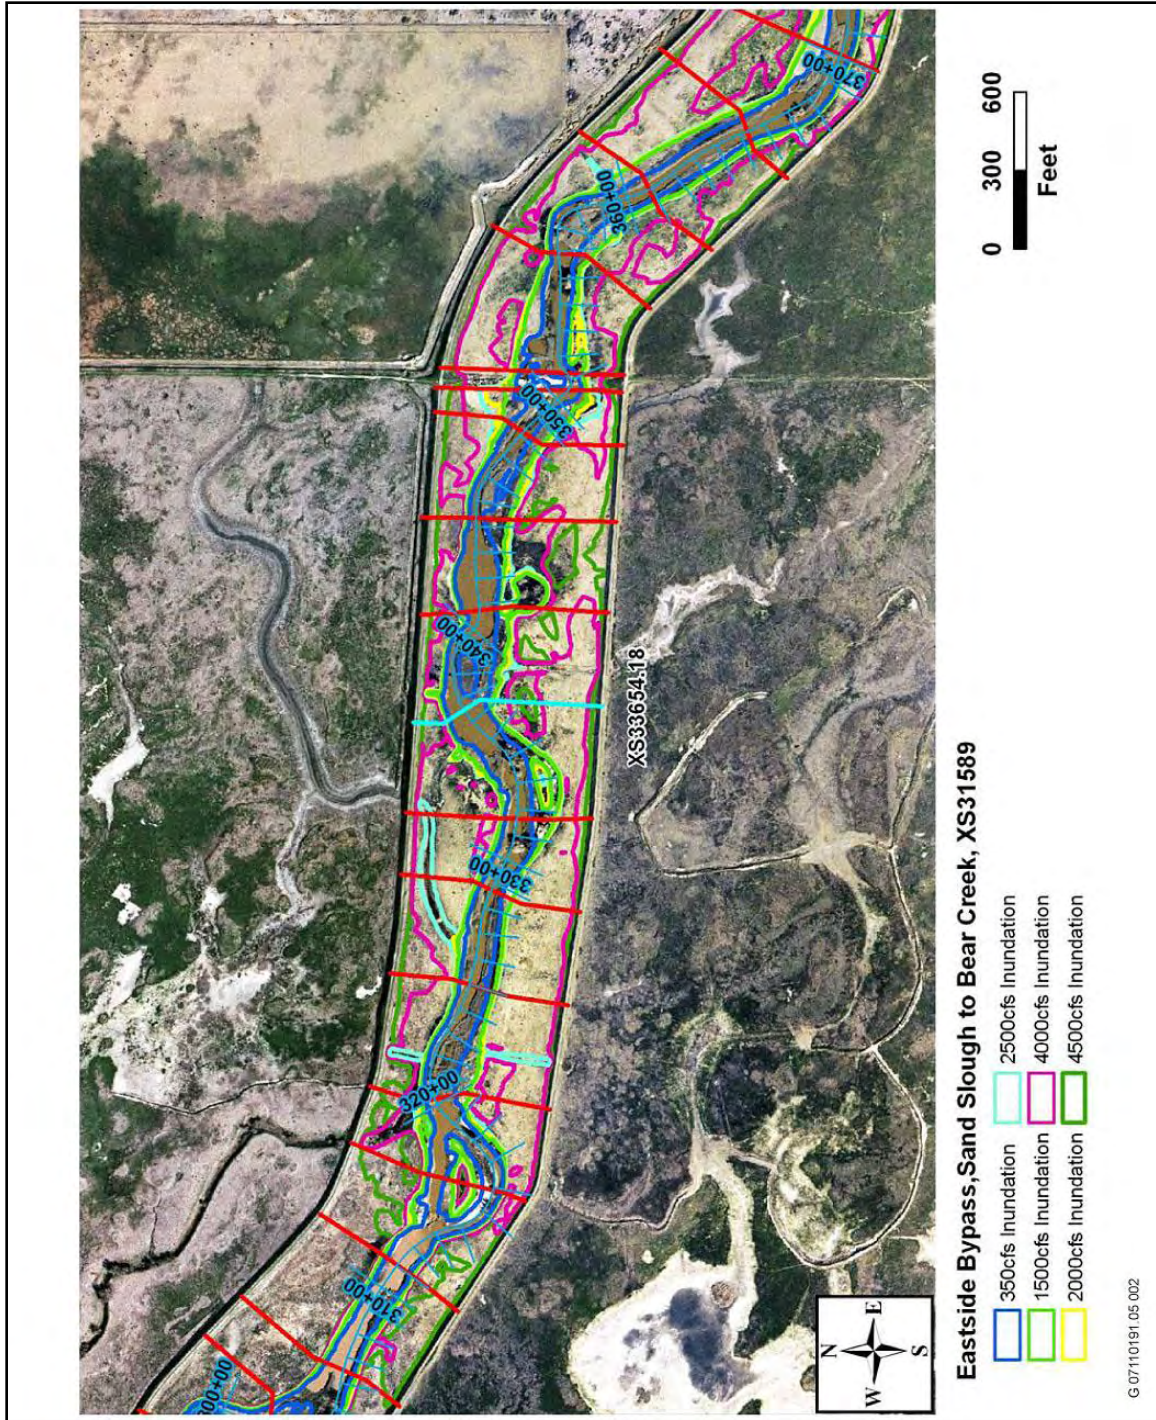 300+00
310+00
320+00
330+00
340+00
350+00
360+00
370+00
XS33654.18
0 300 600
Feet
N
W E
S
Eastside Bypass,Sand Slough to Bear Creek, XS31589
350cfs Inundation
1500cfs Inundation
2000cfs Inundation
2500cfs Inundation
4000cfs Inundation
4500cfs Inundation
G 07110191.05 002